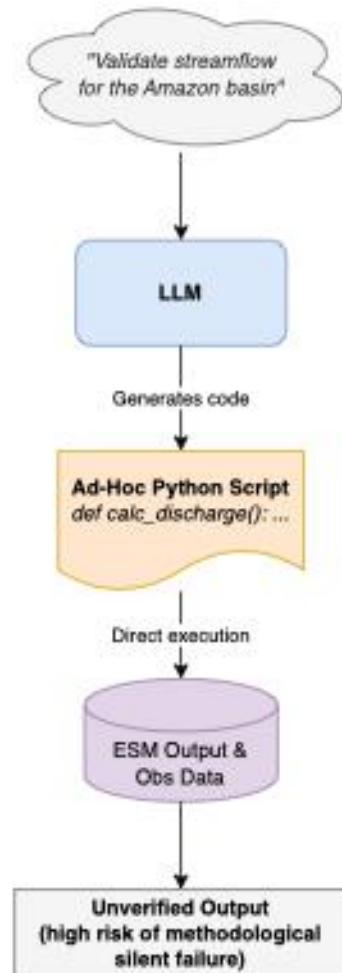 "Validate streamflow
for the Amazon basin"
LLM
Generates code
Ad-Hoc Python Script
def calc_discharge(): ...
Direct execution
ESM Output &
Obs Data
Unverified Output
(high risk of methodological
silent failure)